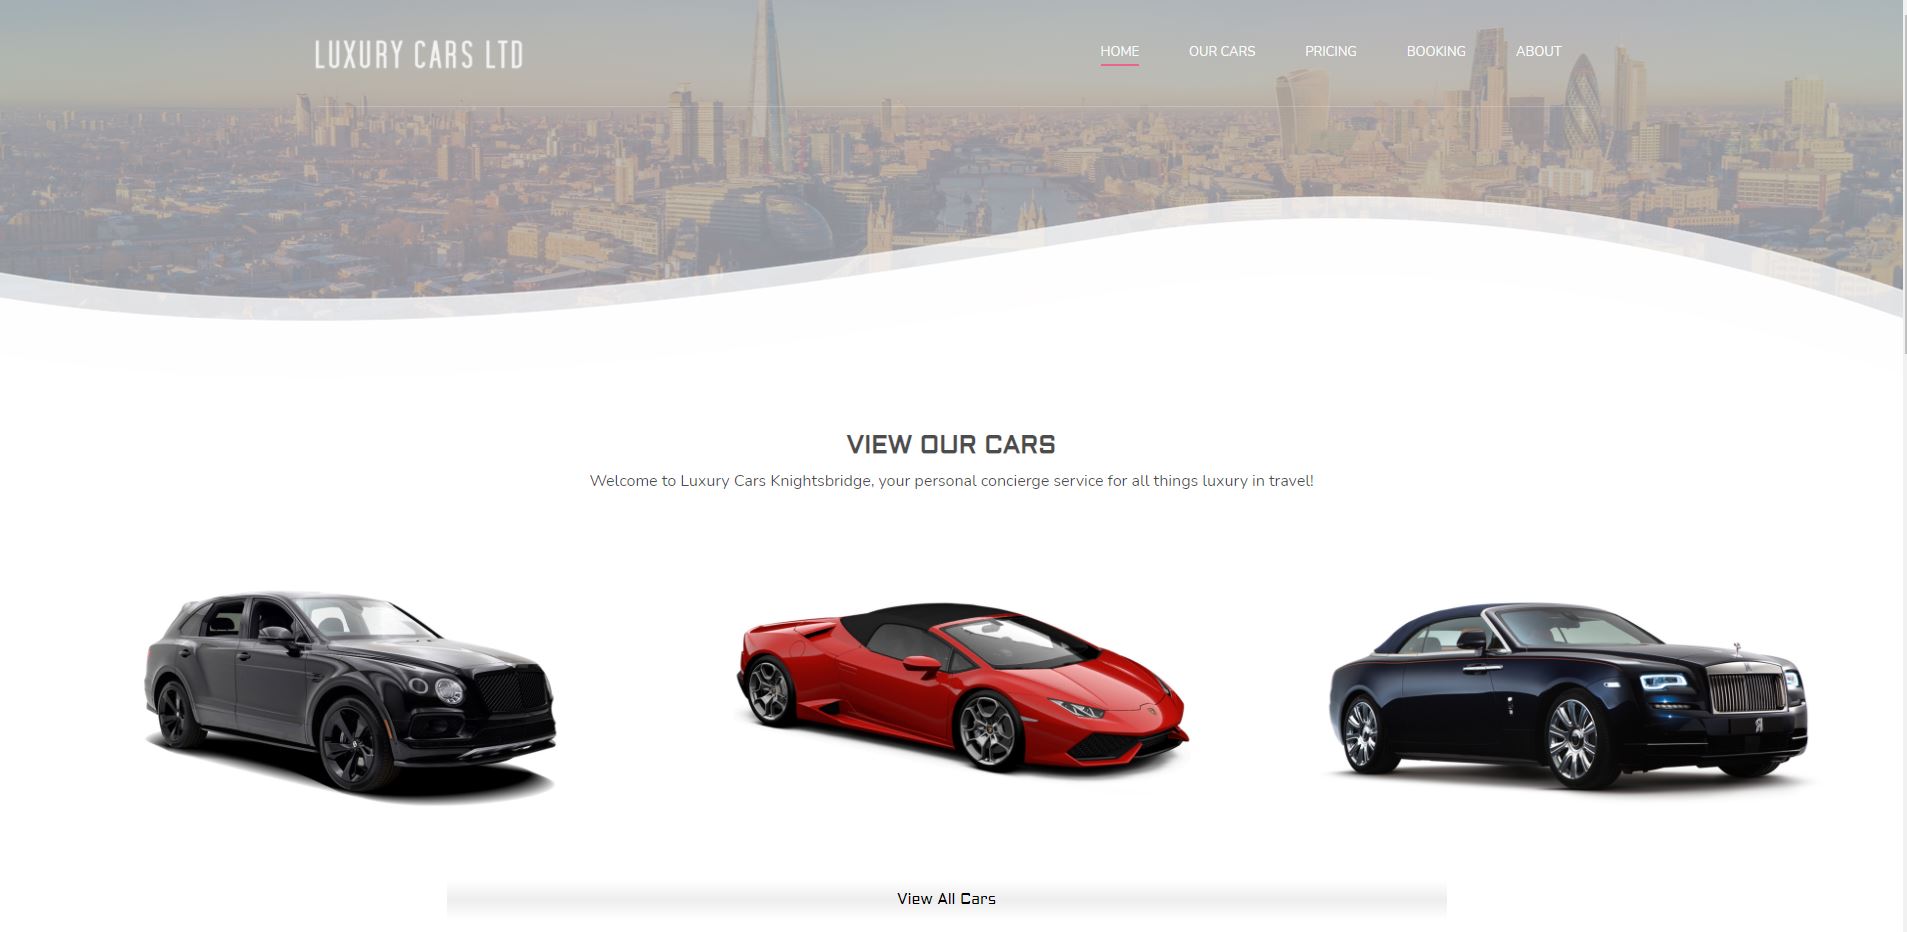 LUXURY CARS LTD
HOME OUR CARS PRICING BOOKING ABOUT
VIEW OUR CARS
Welcome to Luxury Cars Knightsbridge, your personal concierge service for all things luxury in travel!
View All Cars